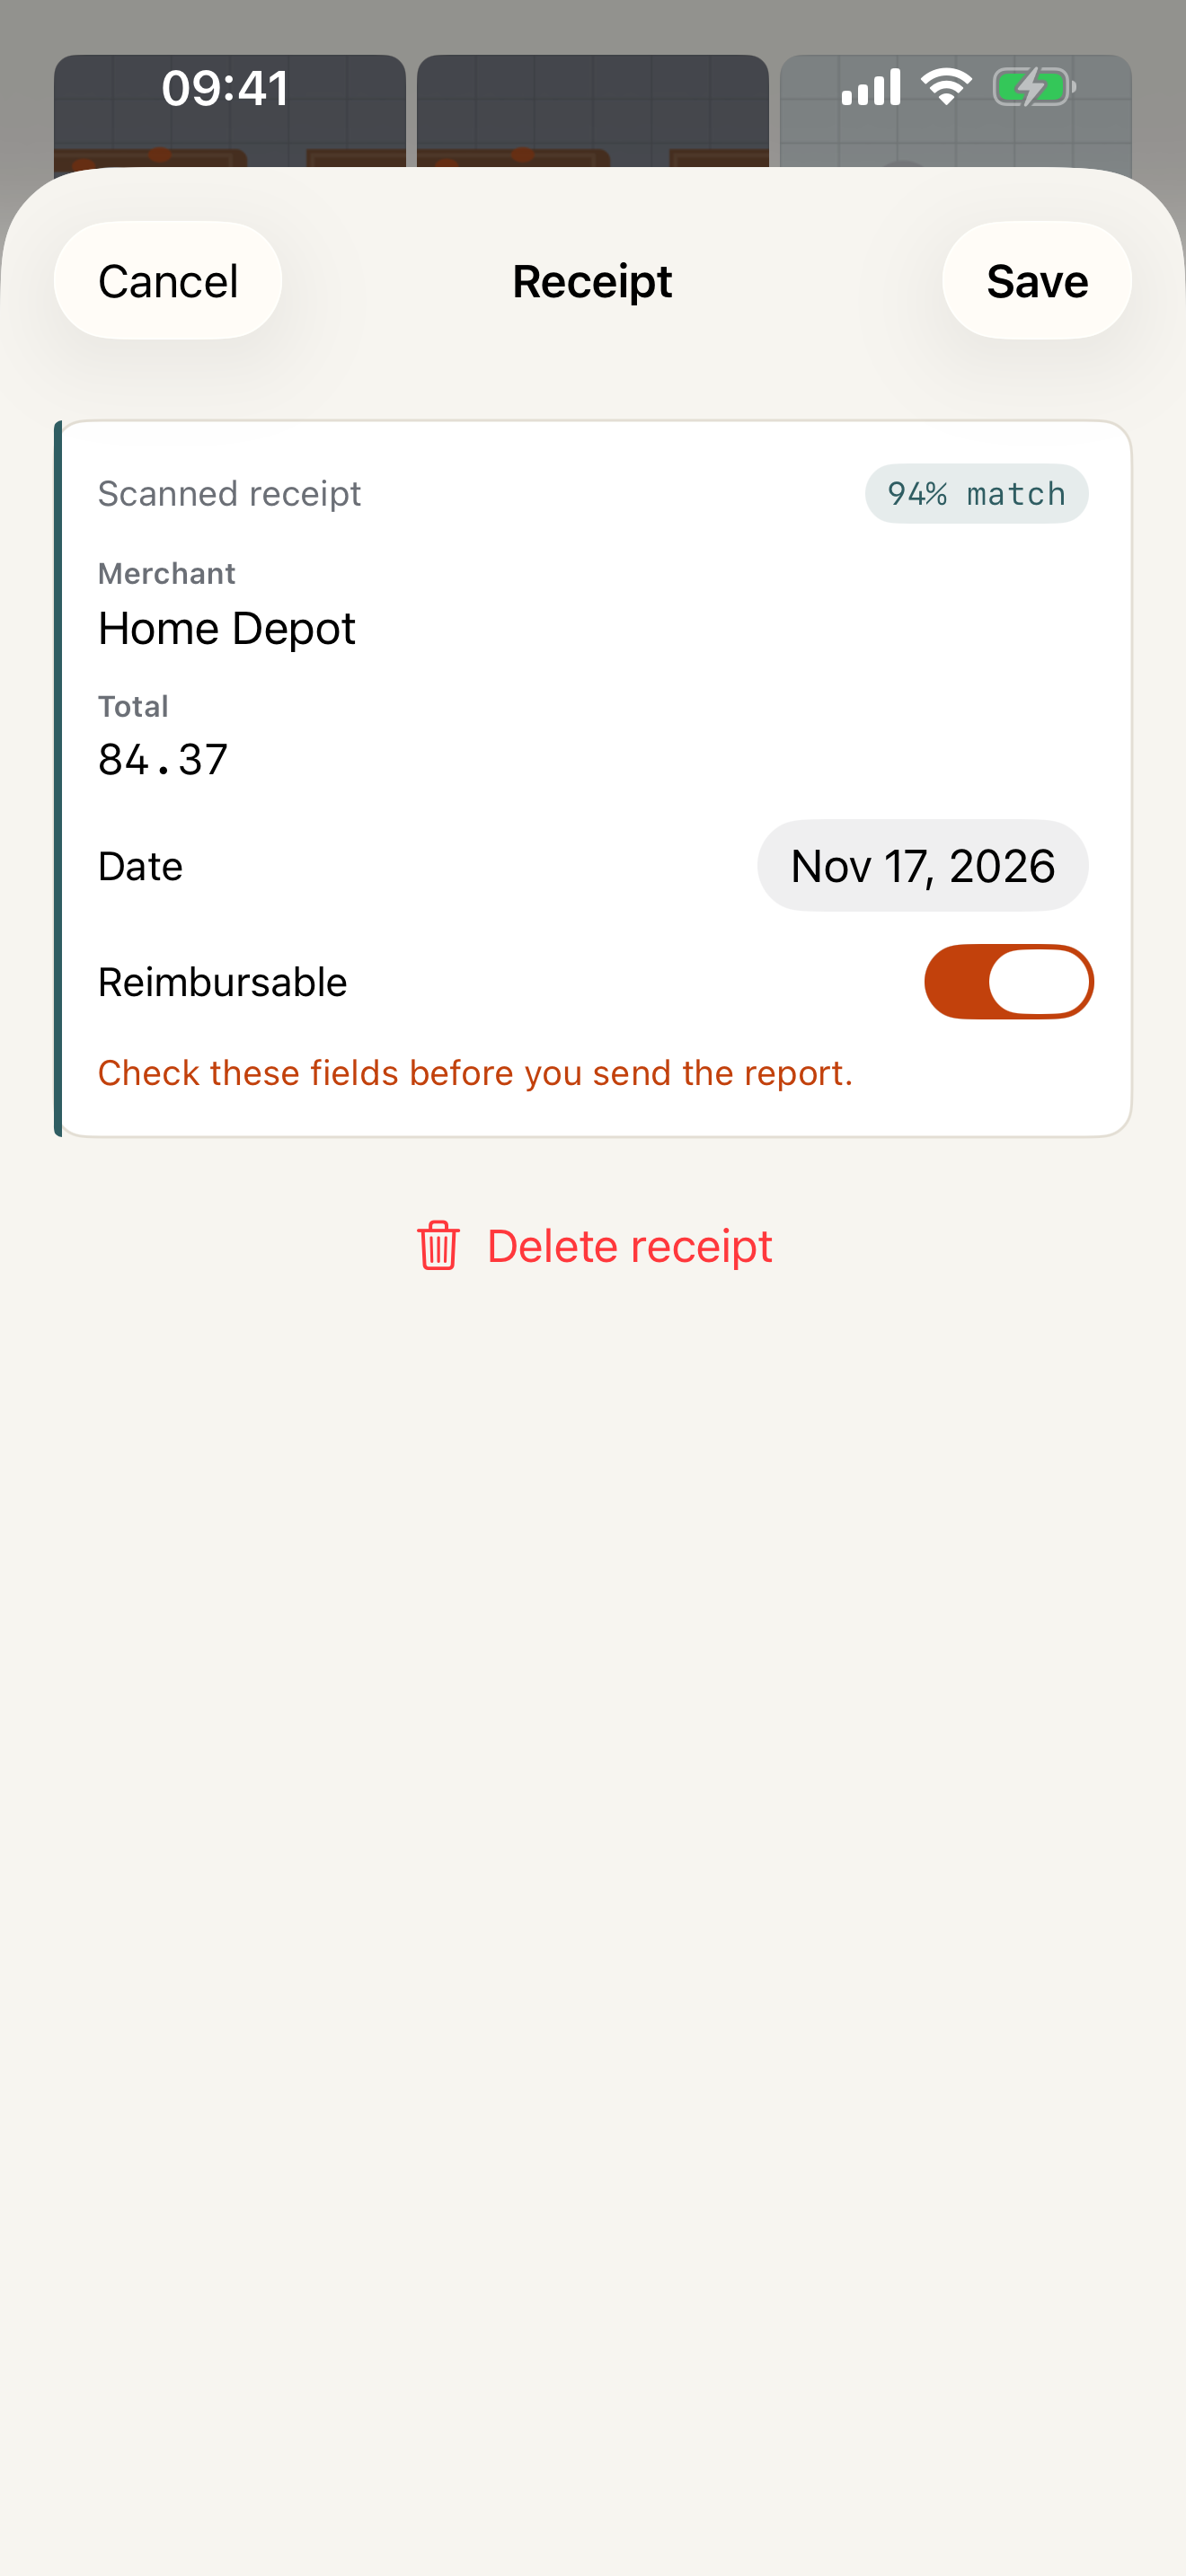 09:41
Cancel
Receipt
Save
Scanned receipt
94% match
Merchant
Home Depot
Total
84.37
Date
Nov 17, 2026
Reimbursable
Check these fields before you send the report.
Delete receipt